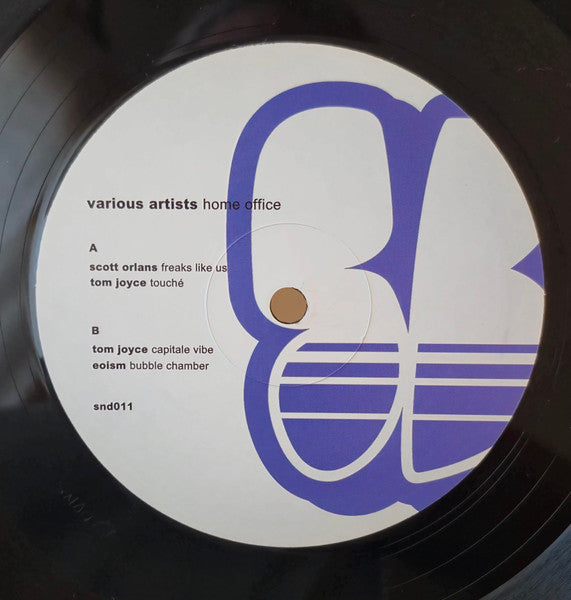 various artists home office
A
scott orlans freaks like us
tom joyce touché
B
tom joyce capitale vibe
eoism bubble chamber
snd011